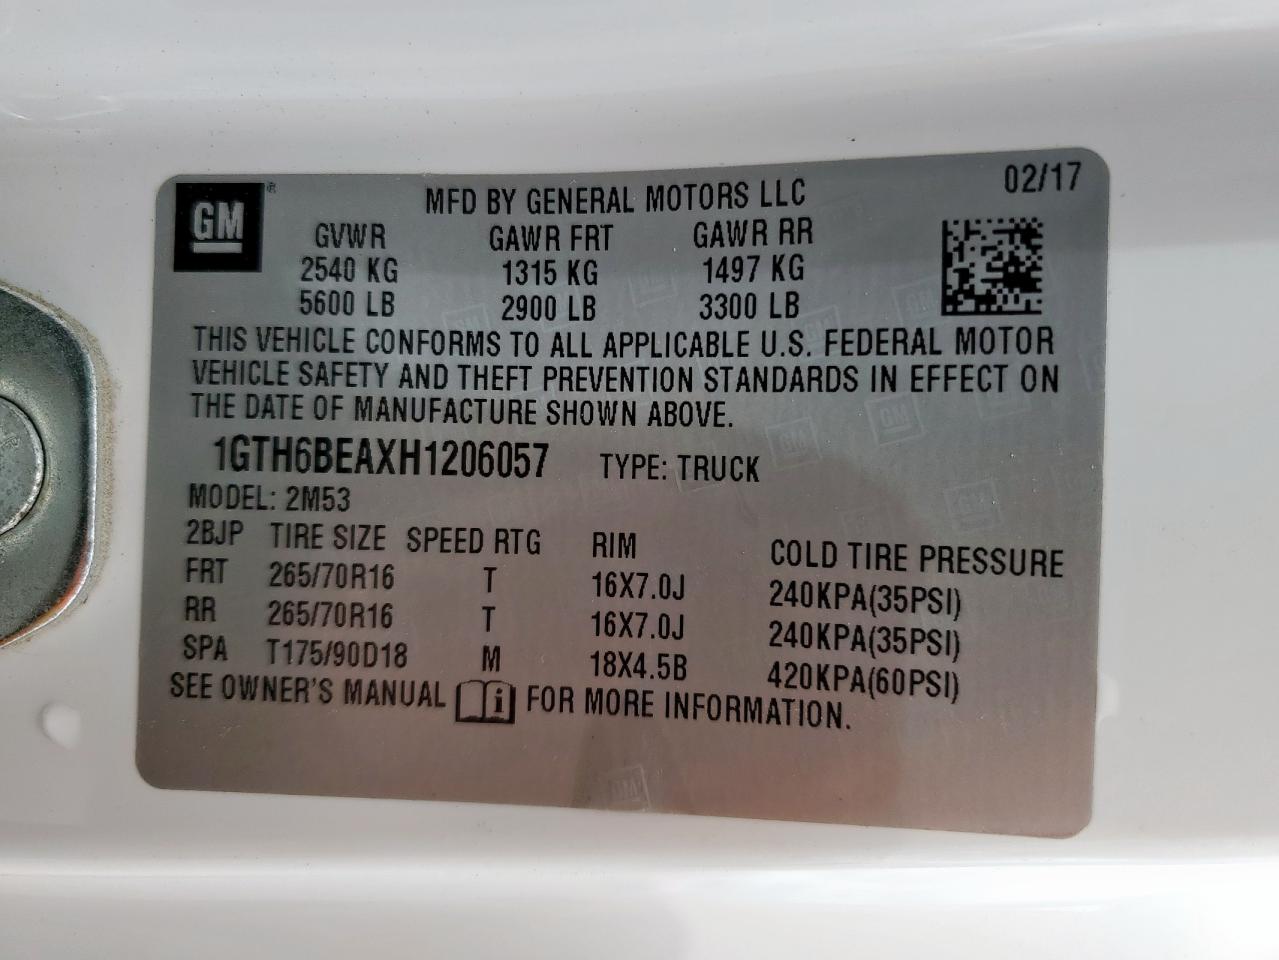 GM ®
MFD BY GENERAL MOTORS LLC 02/17
GVWR GAWR FRT GAWR RR
2540 KG 1315 KG 1497 KG
5600 LB 2900 LB 3300 LB
THIS VEHICLE CONFORMS TO ALL APPLICABLE U.S. FEDERAL MOTOR
VEHICLE SAFETY AND THEFT PREVENTION STANDARDS IN EFFECT ON
THE DATE OF MANUFACTURE SHOWN ABOVE.
1GTH6BEAXH1206057 TYPE: TRUCK
MODEL: 2M53
2BJP TIRE SIZE SPEED RTG RIM COLD TIRE PRESSURE
FRT 265/70R16 T 16X7.0J 240KPA(35PSI)
RR 265/70R16 T 16X7.0J 240KPA(35PSI)
SPA T175/90D18 M 18X4.5B 420KPA(60PSI)
SEE OWNER'S MANUAL i FOR MORE INFORMATION.